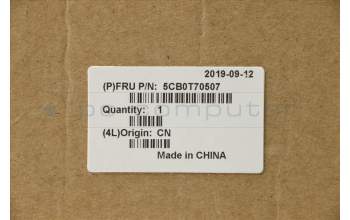 2019-09-12
(P)FRU P/N: 5CB0T70507
Quantity: 1
(4L)Origin: CN
Made in CHINA